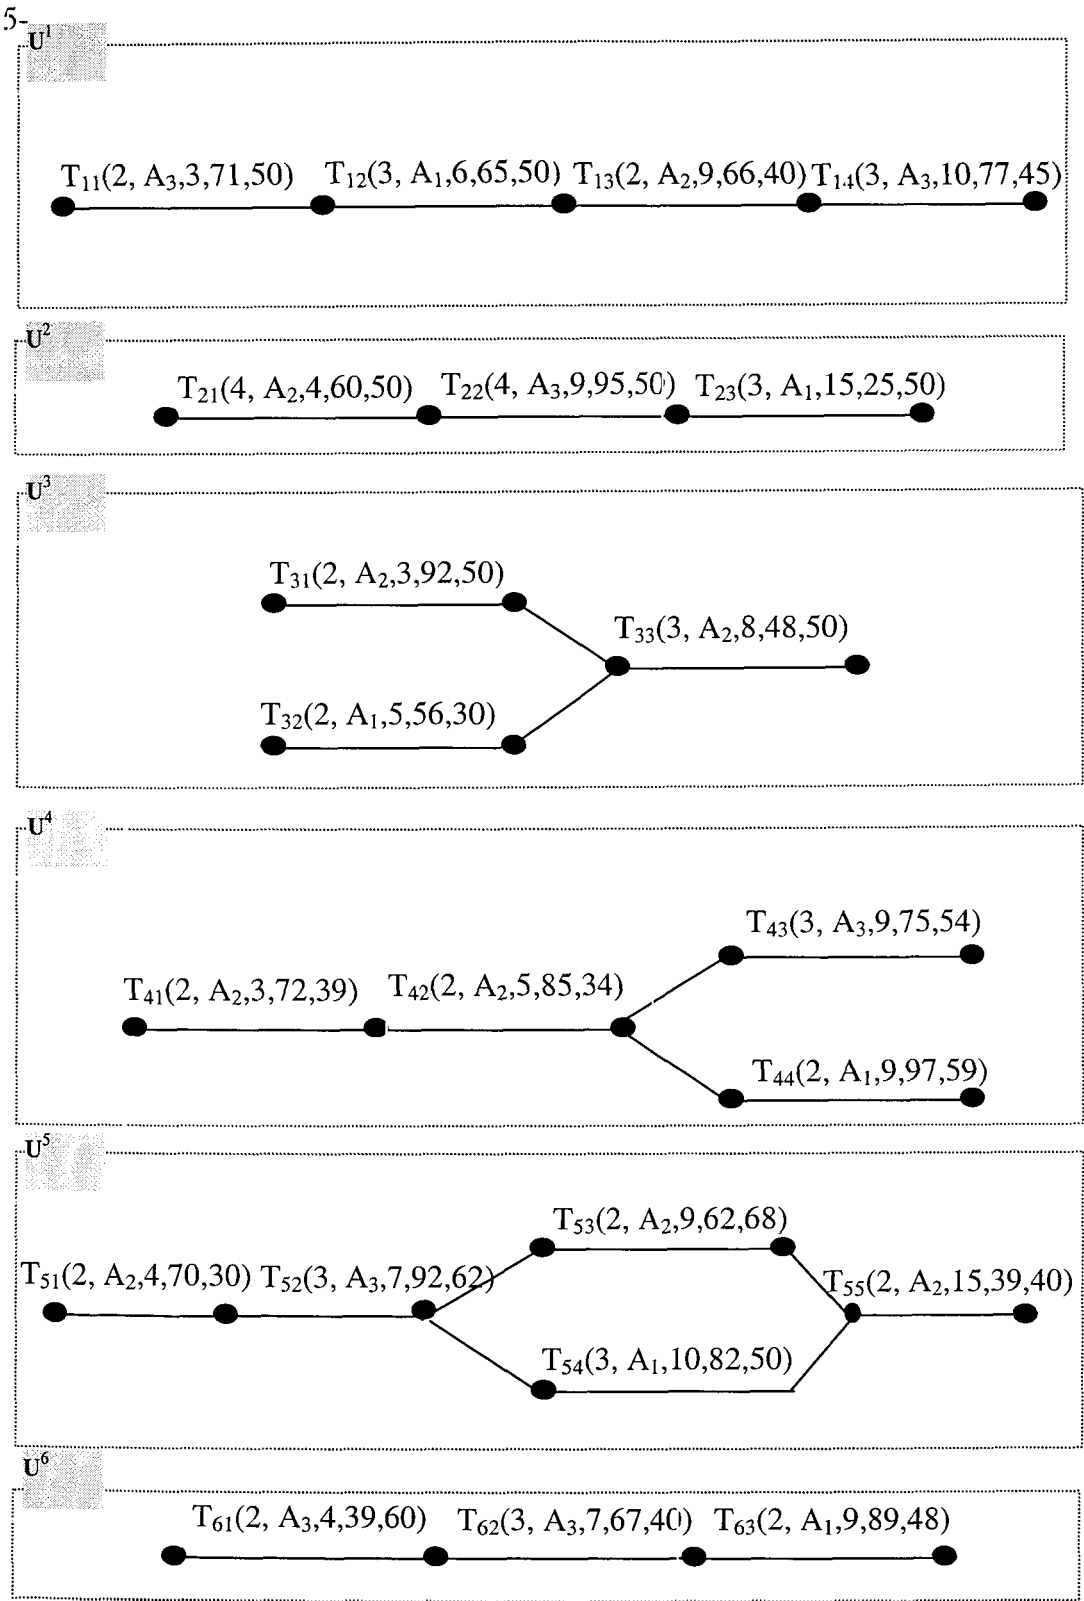 5-
U¹
T₁₁(2, A₃,3,71,50) T₁₂(3, A₁,6,65,50) T₁₃(2, A₂,9,66,40) T₁₄(3, A₃,10,77,45)
U²
T₂₁(4, A₂,4,60,50) T₂₂(4, A₃,9,95,50) T₂₃(3, A₁,15,25,50)
U³
T₃₁(2, A₂,3,92,50)
T₃₃(3, A₂,8,48,50)
T₃₂(2, A₁,5,56,30)
U⁴
T₄₃(3, A₃,9,75,54)
T₄₁(2, A₂,3,72,39) T₄₂(2, A₂,5,85,34)
T₄₄(2, A₁,9,97,59)
U⁵
T₅₃(2, A₂,9,62,68)
T₅₁(2, A₂,4,70,30) T₅₂(3, A₃,7,92,62) T₅₅(2, A₂,15,39,40)
T₅₄(3, A₁,10,82,50)
U⁶
T₆₁(2, A₃,4,39,60) T₆₂(3, A₃,7,67,40) T₆₃(2, A₁,9,89,48)